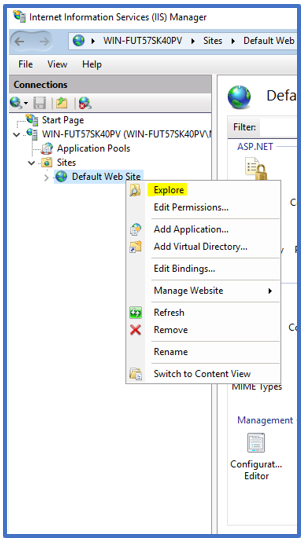 Internet Information Services (IIS) Manager
WIN-FUT57SK40PV
Sites
Default Web
File
View
Help
Connections
Start Page
WIN-FUT57SK40PV (WIN-FUT57SK40PV\
Application Pools
Sites
Default Web Site
Defa
Filter:
ASP.NET
Explore
Edit Permissions...
Add Application...
Add Virtual Directory...
Edit Bindings...
Manage Website
Refresh
Remove
Rename
Switch to Content View
MIME Types
Management
Configurat...
Editor